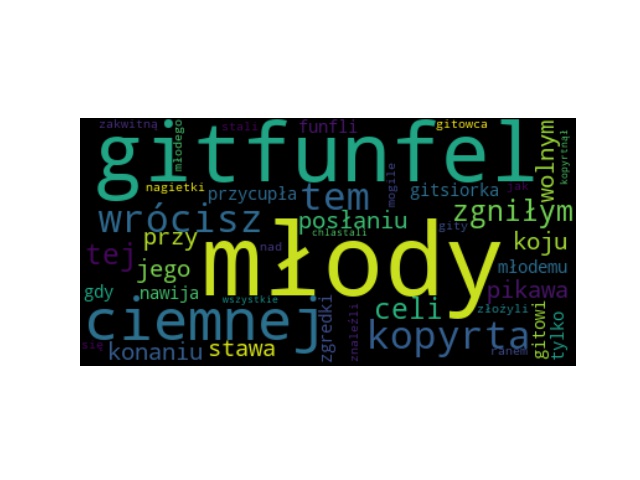 zakwitną
młodego
stali
funfli
gitowca
kopyrtnął
gitfunfel
wolnym
nagietki
przycupła
tem
mogile
gitsiorka
jak
wrócisz
posłaniu
zgniłym
chlastali
gity
tej
przy
nad
młody
koju
jego
młodemu
gdy
nawija
wszystkie
celi
pikawa
złożyli
ciemnej
zgredki
znaleźli
kopyrta
gitowi
tylko
się
konaniu
stawa
ranem